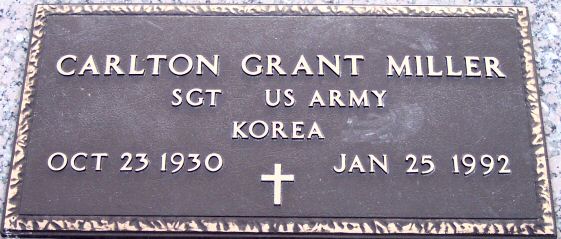 CARLTON GRANT MILLER
SGT US ARMY
KOREA
OCT 23 1930 JAN 25 1992